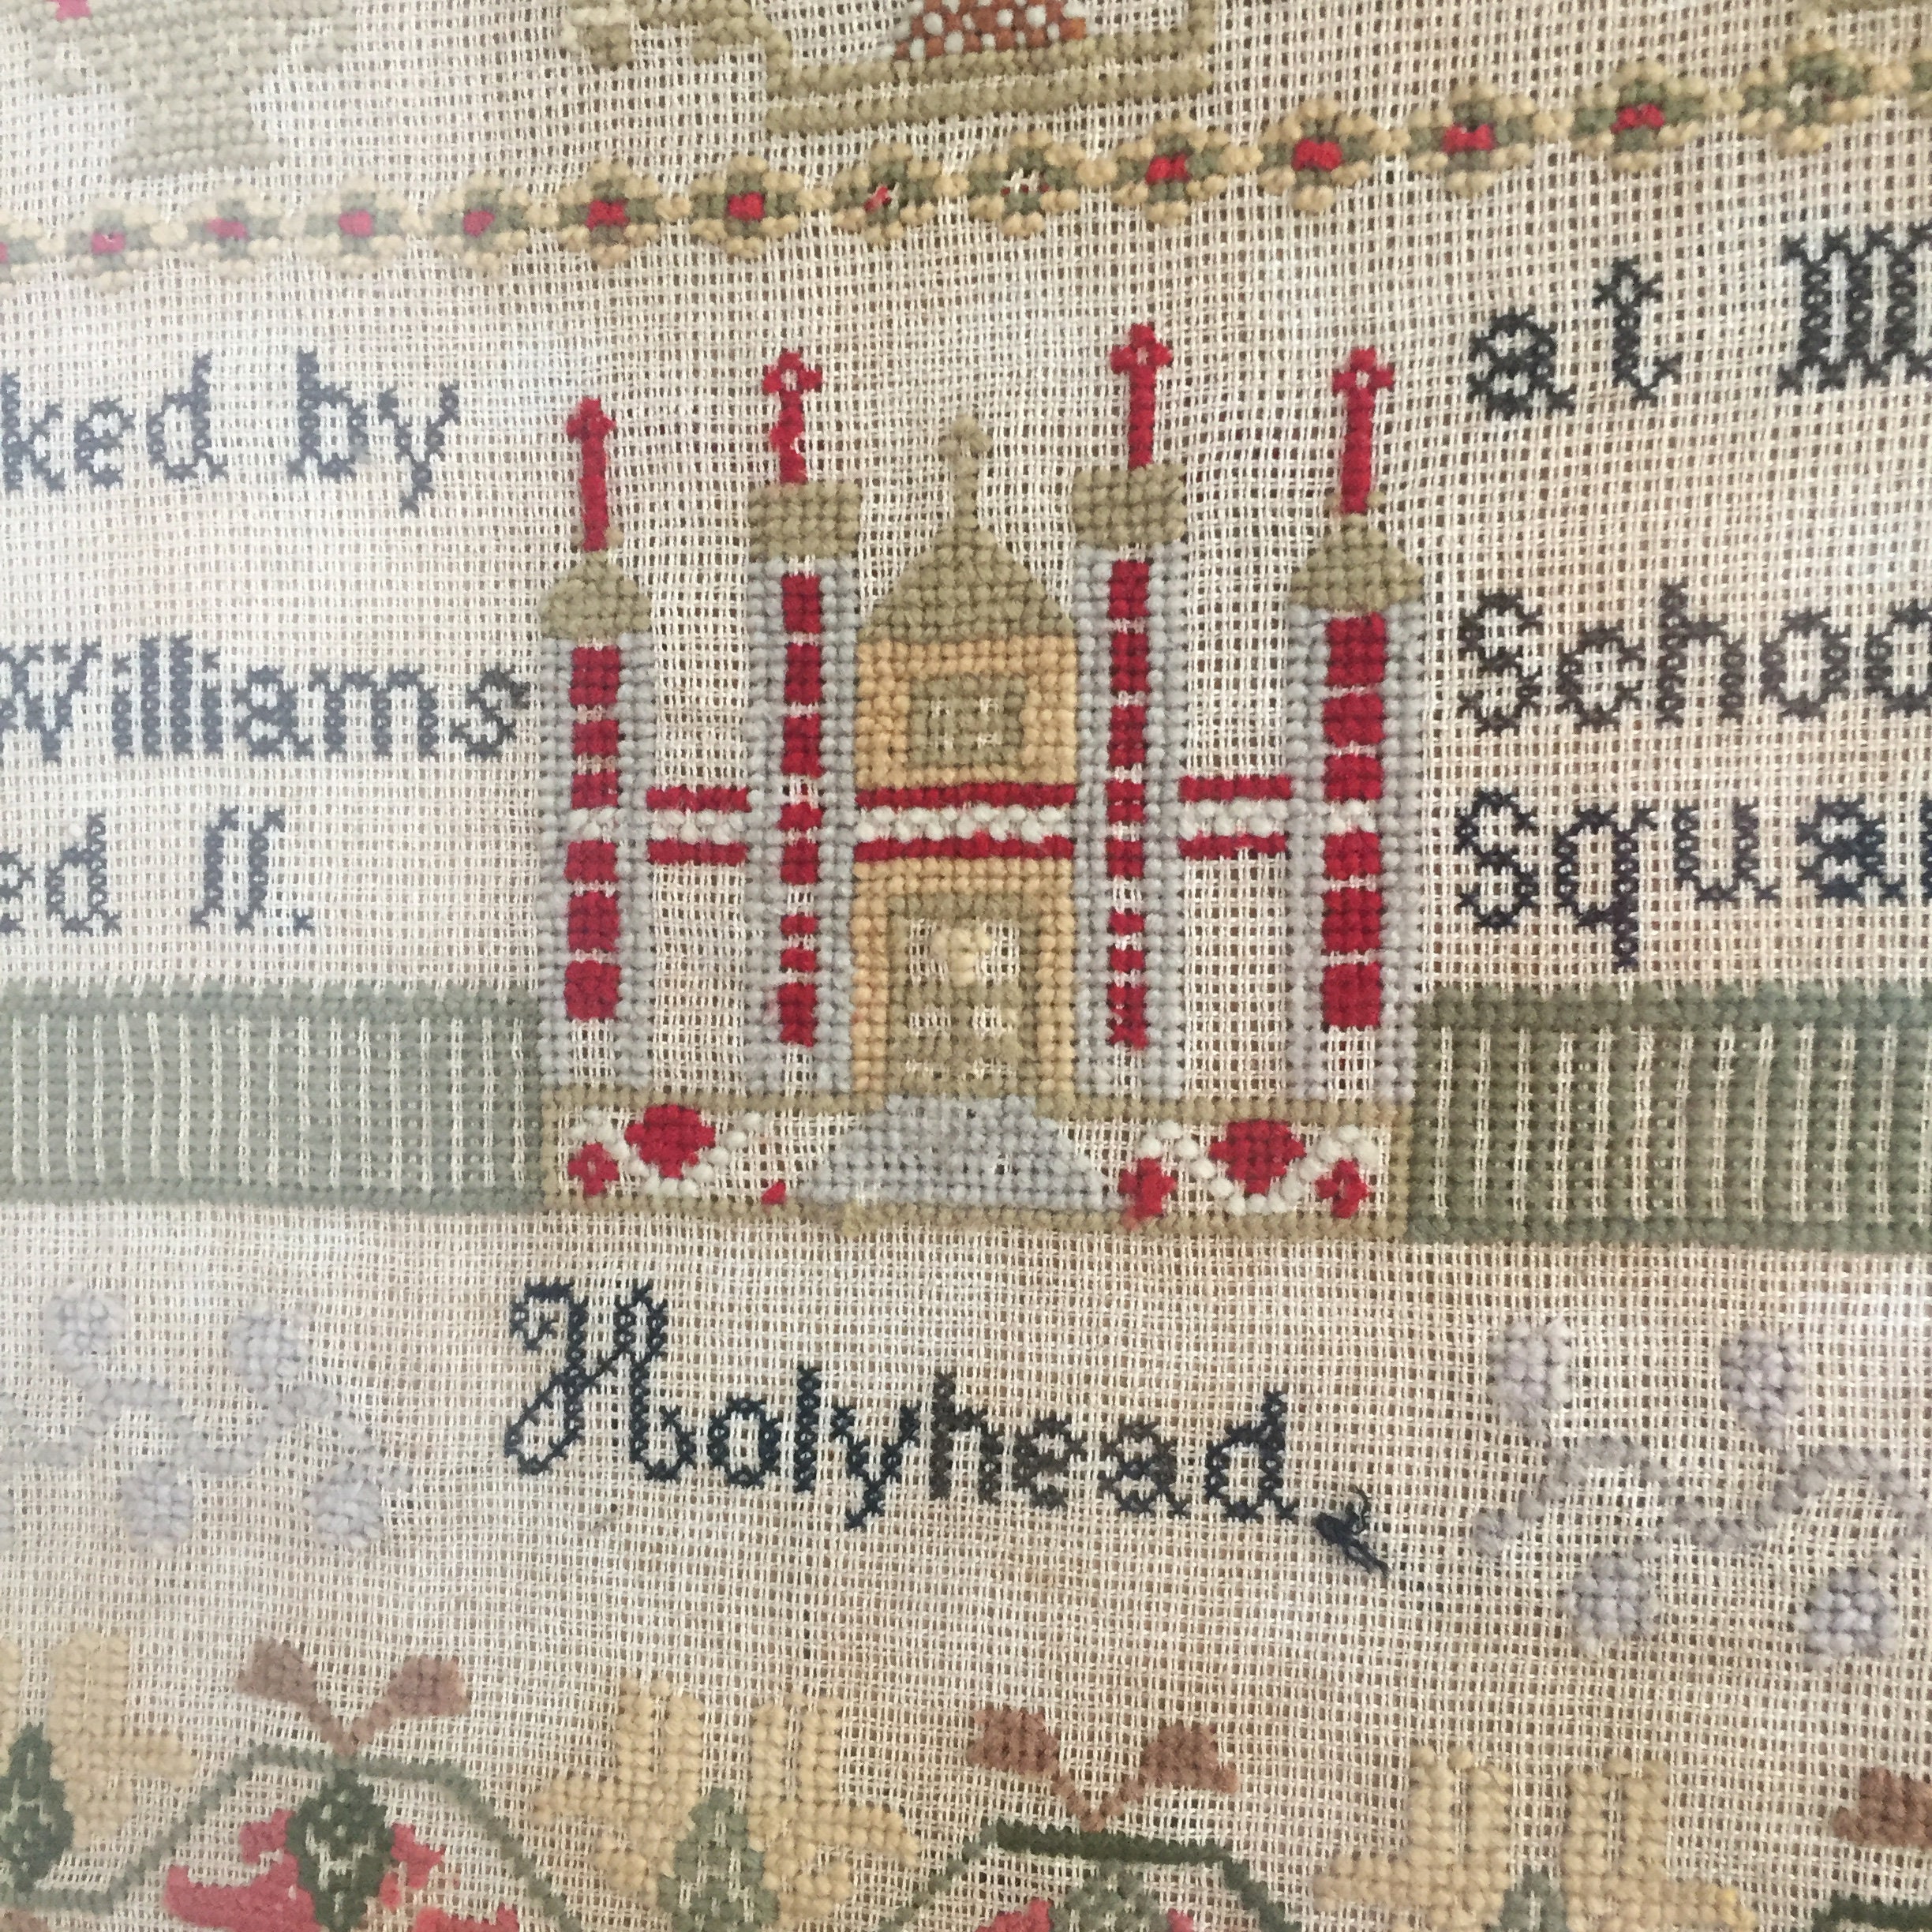 ked by
at M
Williams
Schoo
ed 11.
Squa
Holyhead,